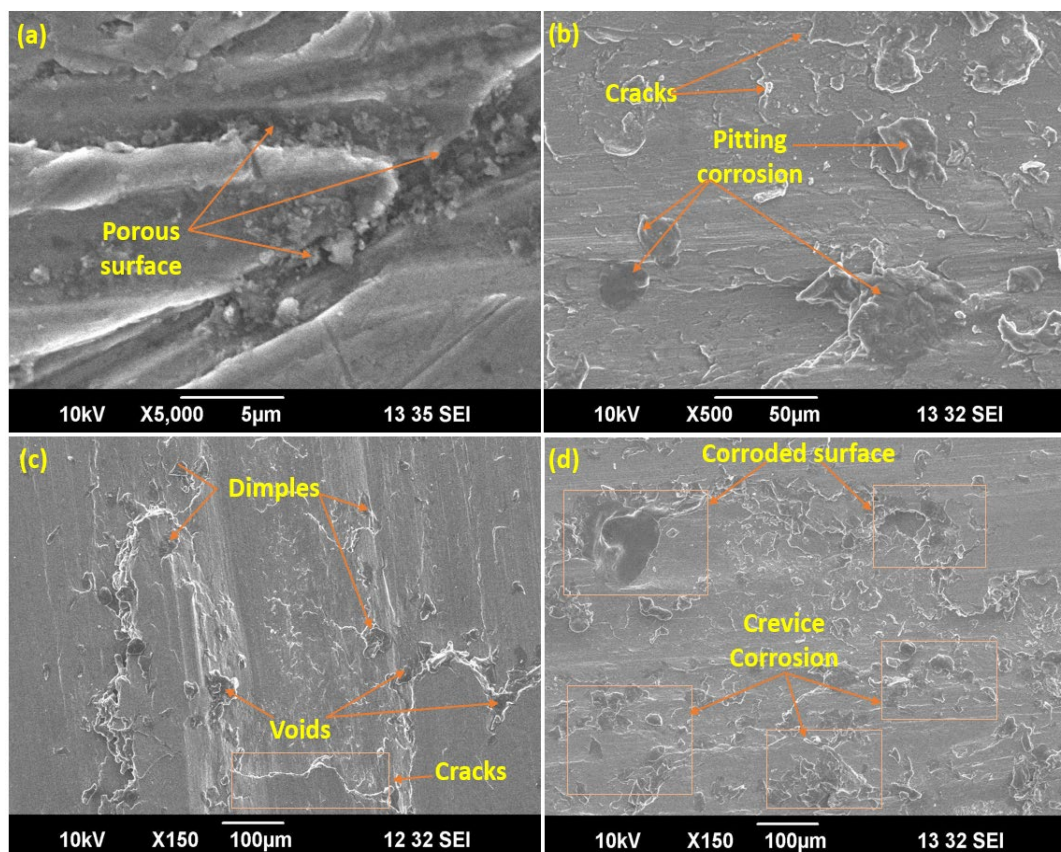 (a)
Porous
surface
10kV X5,000 5µm 13 35 SEI
(b)
Cracks
Pitting
corrosion
10kV X500 50µm 13 32 SEI
(c)
Dimples
Voids
Cracks
10kV X150 100µm 12 32 SEI
(d)
Corroded surface
Crevice
Corrosion
10kV X150 100µm 13 32 SEI